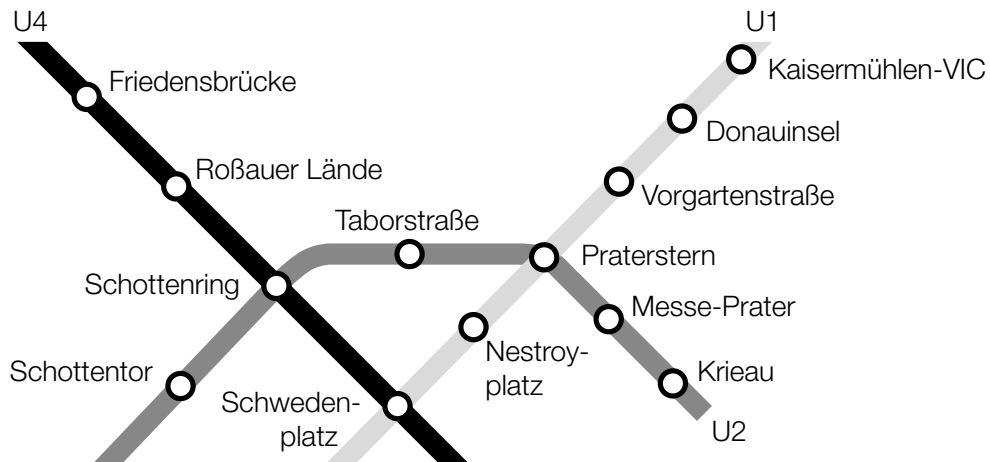 U4
U1
Friedensbrücke
Kaisermühlen-VIC
Donauinsel
Roßauer Lände
Vorgartenstraße
Taborstraße
Praterstern
Schottenring
Messe-Prater
Nestroy-
platz
Schottentor
Krieau
Schweden-
platz
U2